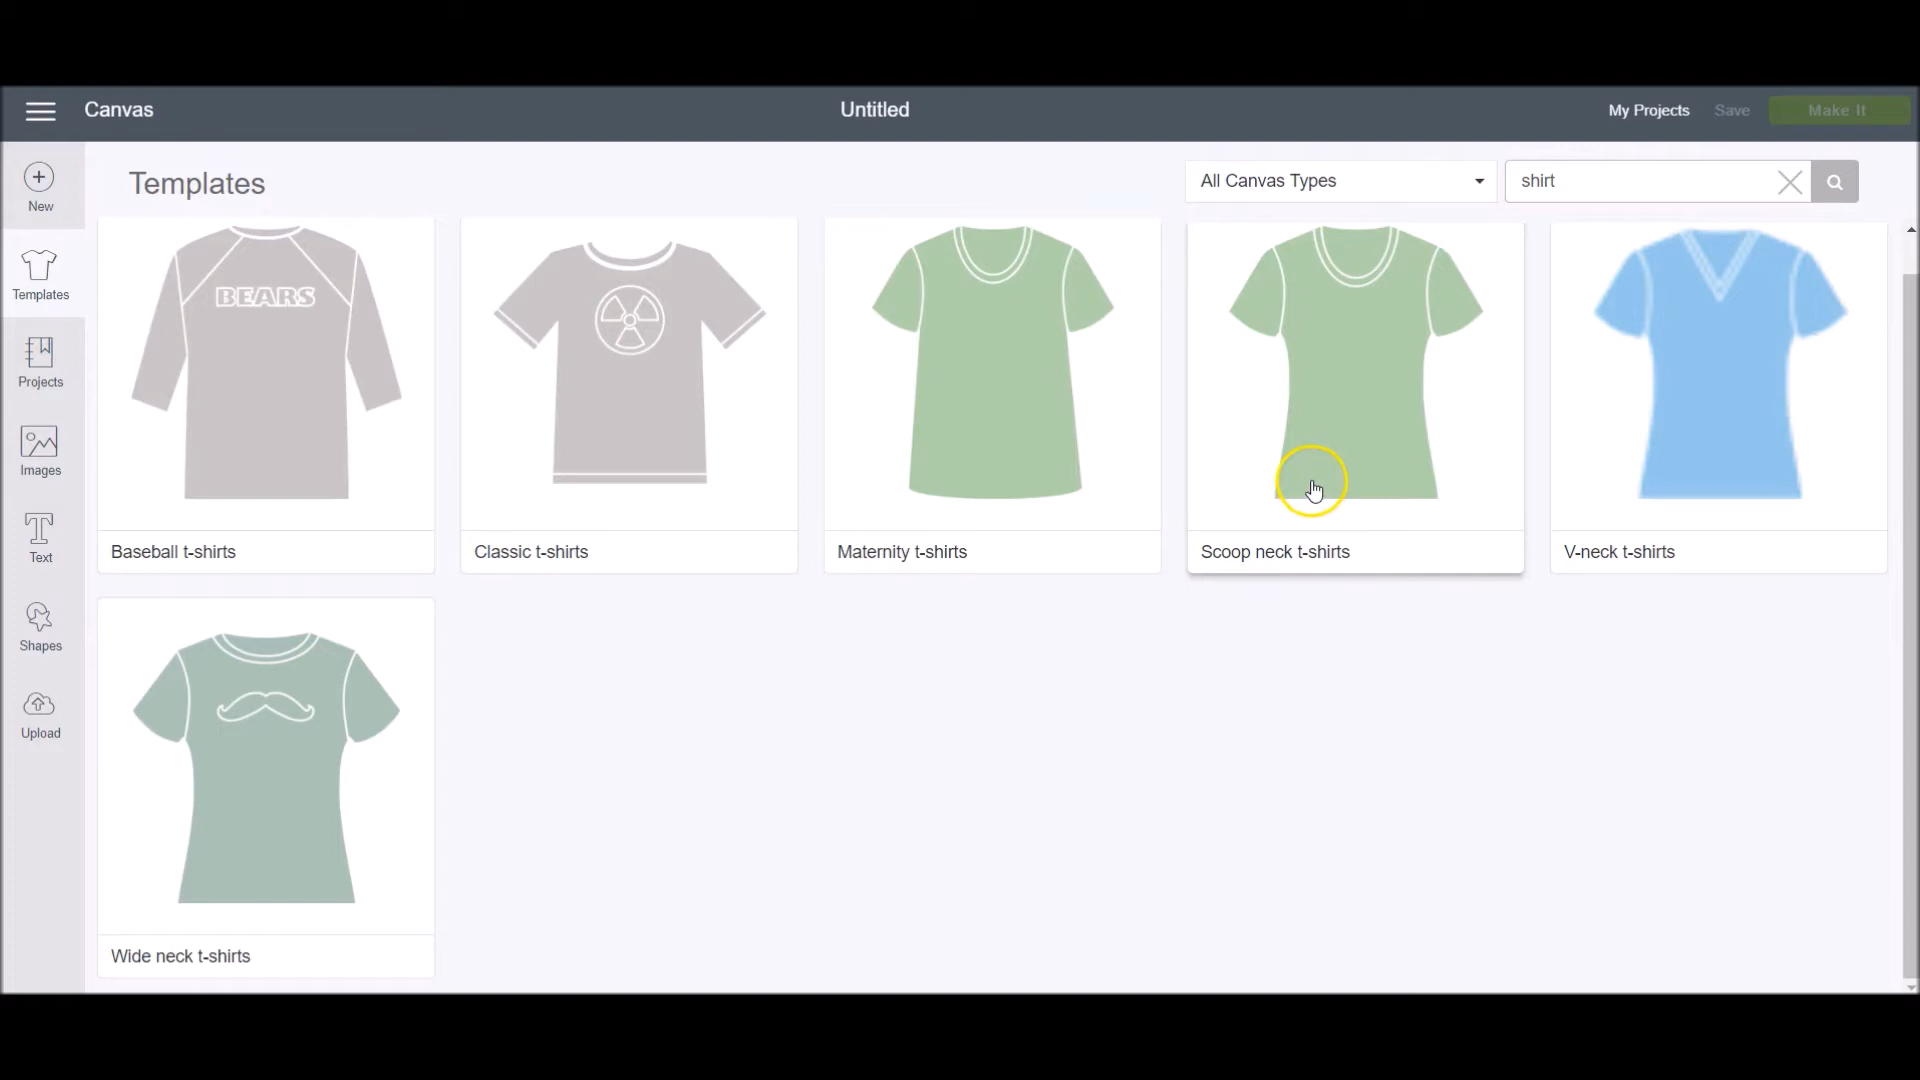 Canvas
Untitled
My Projects
Save
Make It
New
Templates
Projects
Images
Text
Shapes
Upload
Templates
All Canvas Types
shirt
BEARS
Baseball t-shirts
Classic t-shirts
Maternity t-shirts
Scoop neck t-shirts
V-neck t-shirts
Wide neck t-shirts